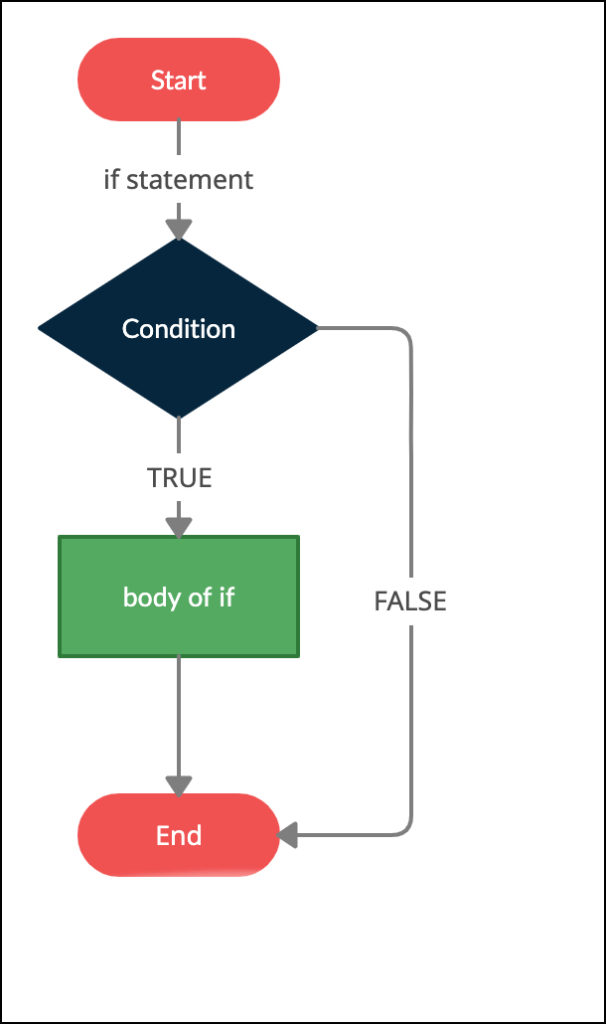 Start
if statement
Condition
TRUE
body of if
FALSE
End